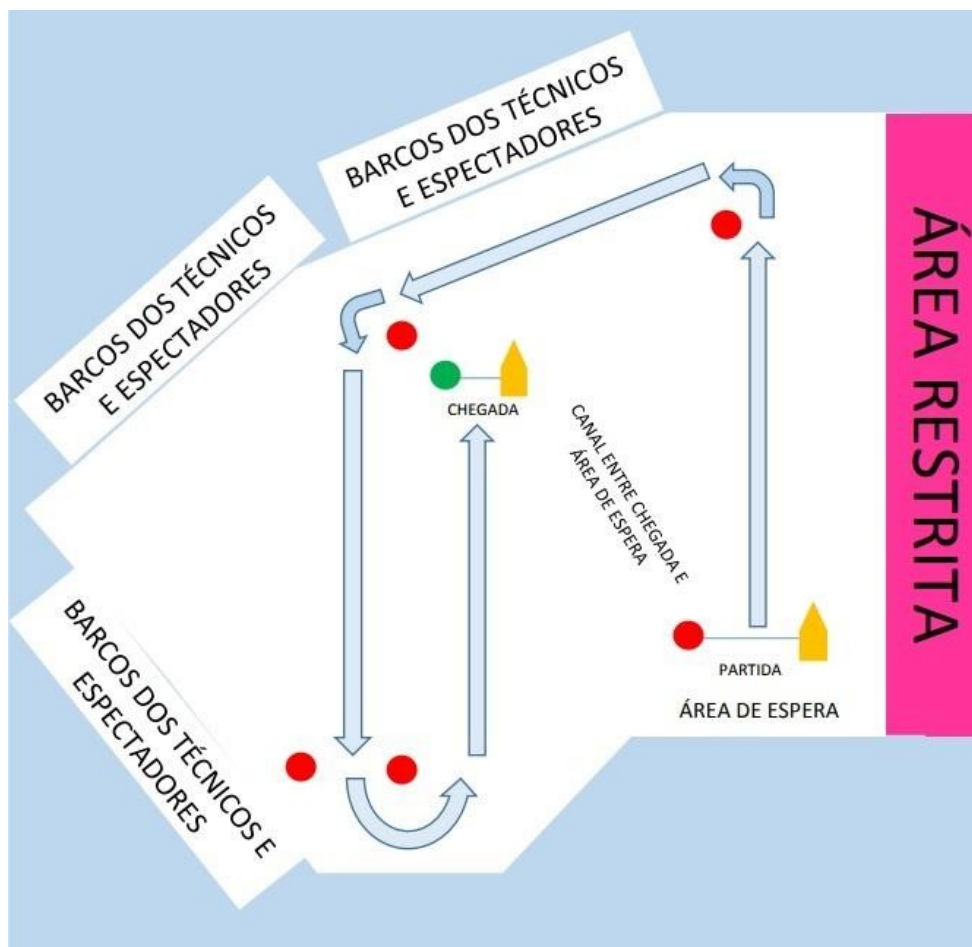 BARCOS DOS TÉCNICOS
E ESPECTADORES
BARCOS DOS TÉCNICOS
E ESPECTADORES
ÁREA RESTRITA
CHEGADA
CANAL ENTRE CHEGADA E
ÁREA DE ESPERA
BARCOS DOS TÉCNICOS E
ESPECTADORES
PARTIDA
ÁREA DE ESPERA